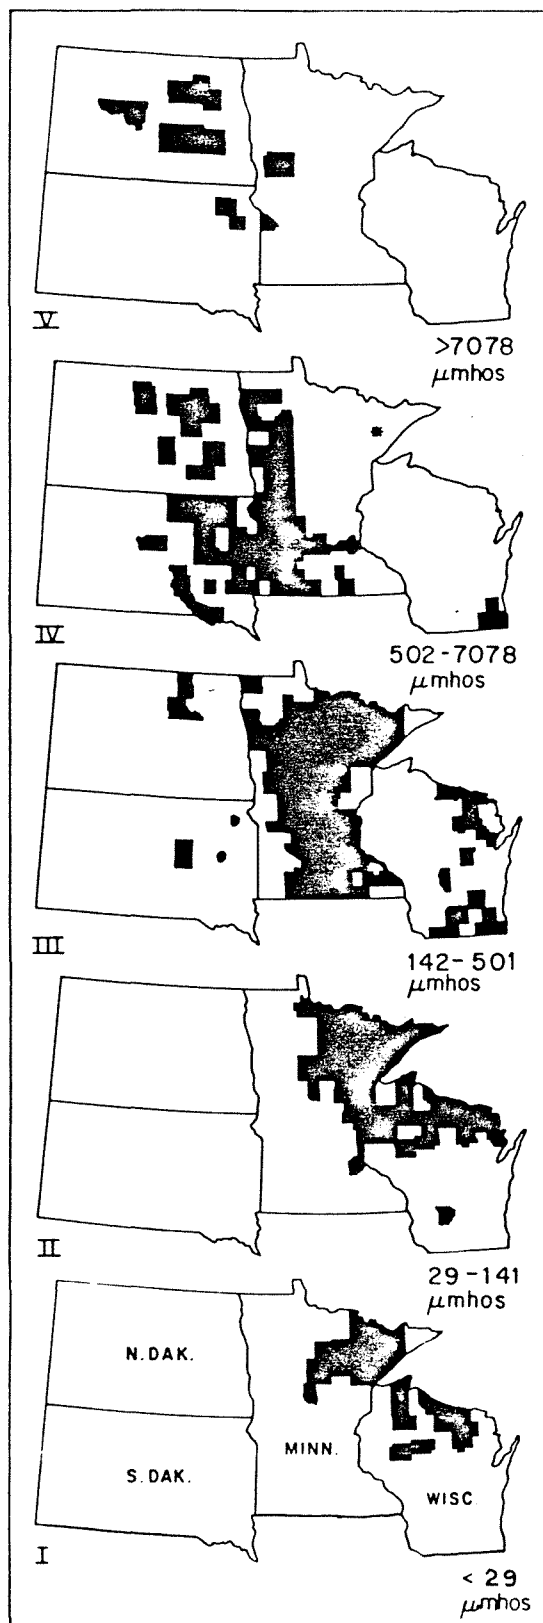 V
>7078
μmhos
IV
502-7078
μmhos
III
142-501
μmhos
II
29-141
μmhos
N. DAK.
MINN.
S. DAK.
WISC.
I
< 29
μmhos